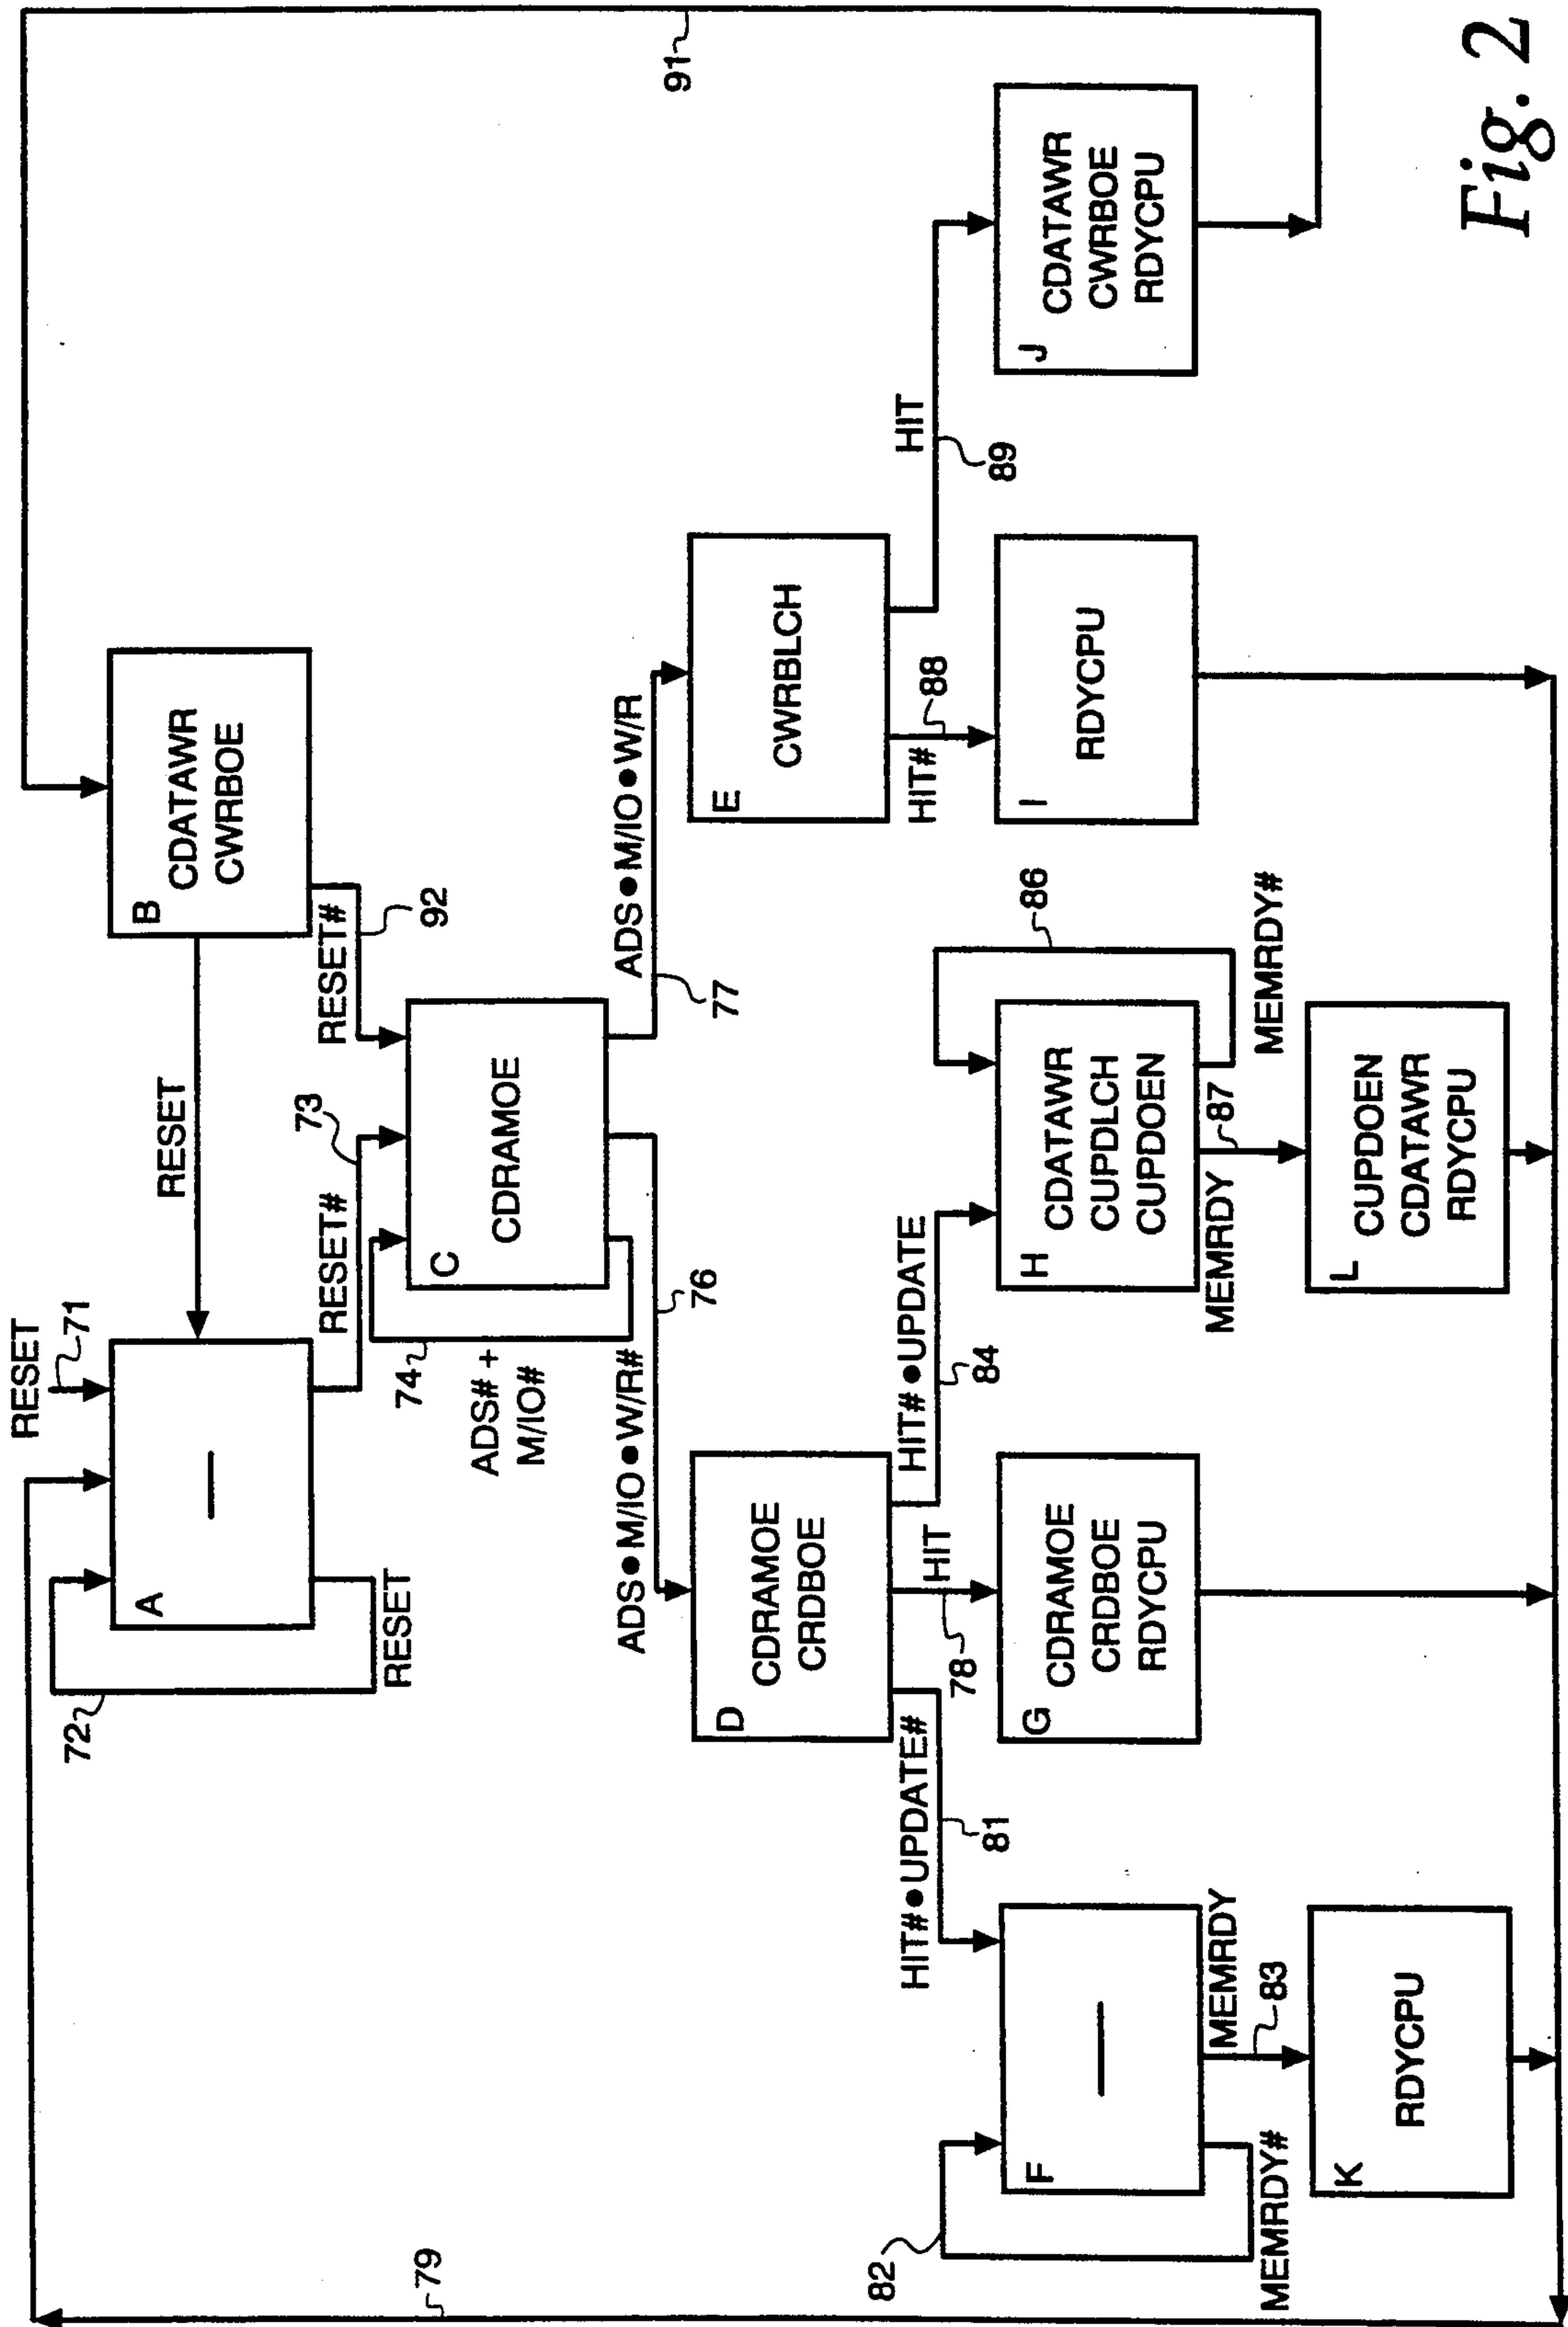 RESET
71
72
A
—
RESET
RESET
B
CDATAWR
CWRBOE
91
RESET#
73
RESET#
92
74
ADS# +
M/IO#
C
CDRAMOE
ADS●M/IO●W/R#
76
ADS●M/IO●W/R
77
D
CDRAMOE
CRDBOE
E
CWRBLCH
HIT#●UPDATE#
81
HIT
78
HIT#●UPDATE
84
86
HIT#
88
HIT
89
82
F
—
G
CDRAMOE
CRDBOE
RDYCPU
H
CDATAWR
CUPDLCH
CUPDOEN
I
RDYCPU
J
CDATAWR
CWRBOE
RDYCPU
MEMRDY#
MEMRDY
83
MEMRDY
87
MEMRDY#
K
RDYCPU
L
CUPDOEN
CDATAWR
RDYCPU
79
Fig. 2